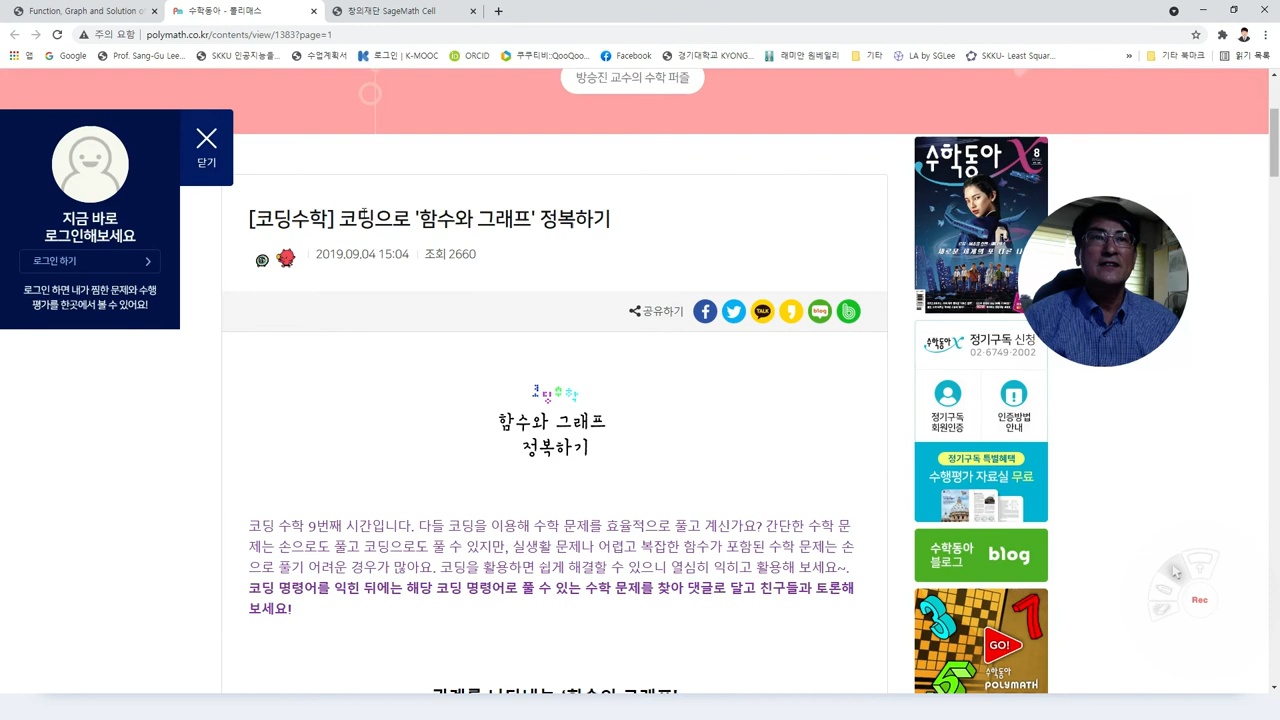 Function, Graph and Solution of
수학동아 - 폴리매스
창의재단 SageMath Cell
주의 요함
polymath.co.kr/contents/view/1383?page=1
앱
Google
Prof. Sang-Gu Lee...
SKKU 인공지능을...
수업계획서
로그인 | K-MOOC
ORCID
쿠쿠티비::QooQoo...
Facebook
경기대학교 KYONG...
래미안 원베일리
기타
LA by SGLee
SKKU- Least Squar...
»
기타 북마크
읽기 목록
방승진 교수의 수학 퍼즐
닫기
지금 바로
로그인해보세요
로그인 하기
로그인 하면 내가 찜한 문제와 수행
평가를 한곳에서 볼 수 있어요!
[코딩수학] 코딩으로 '함수와 그래프' 정복하기
2019.09.04 15:04
조회 2660
공유하기
TALK
blog
코딩수학
함수와 그래프
정복하기
코딩 수학 9번째 시간입니다. 다들 코딩을 이용해 수학 문제를 효율적으로 풀고 계신가요? 간단한 수학 문
제는 손으로도 풀고 코딩으로도 풀 수 있지만, 실생활 문제나 어렵고 복잡한 함수가 포함된 수학 문제는 손
으로 풀기 어려운 경우가 많아요. 코딩을 활용하면 쉽게 해결할 수 있으니 열심히 익히고 활용해 보세요~.
코딩 명령어를 익힌 뒤에는 해당 코딩 명령어로 풀 수 있는 수학 문제를 찾아 댓글로 달고 친구들과 토론해
보세요!
수학동아
8
수학동아
정기구독 신청
02·6749·2002
정기구독
회원인증
인증방법
안내
정기구독 특별혜택
수행평가 자료실 무료
수학동아
블로그
blog
3
1
GO!
5
수학동아
POLYMATH
Rec